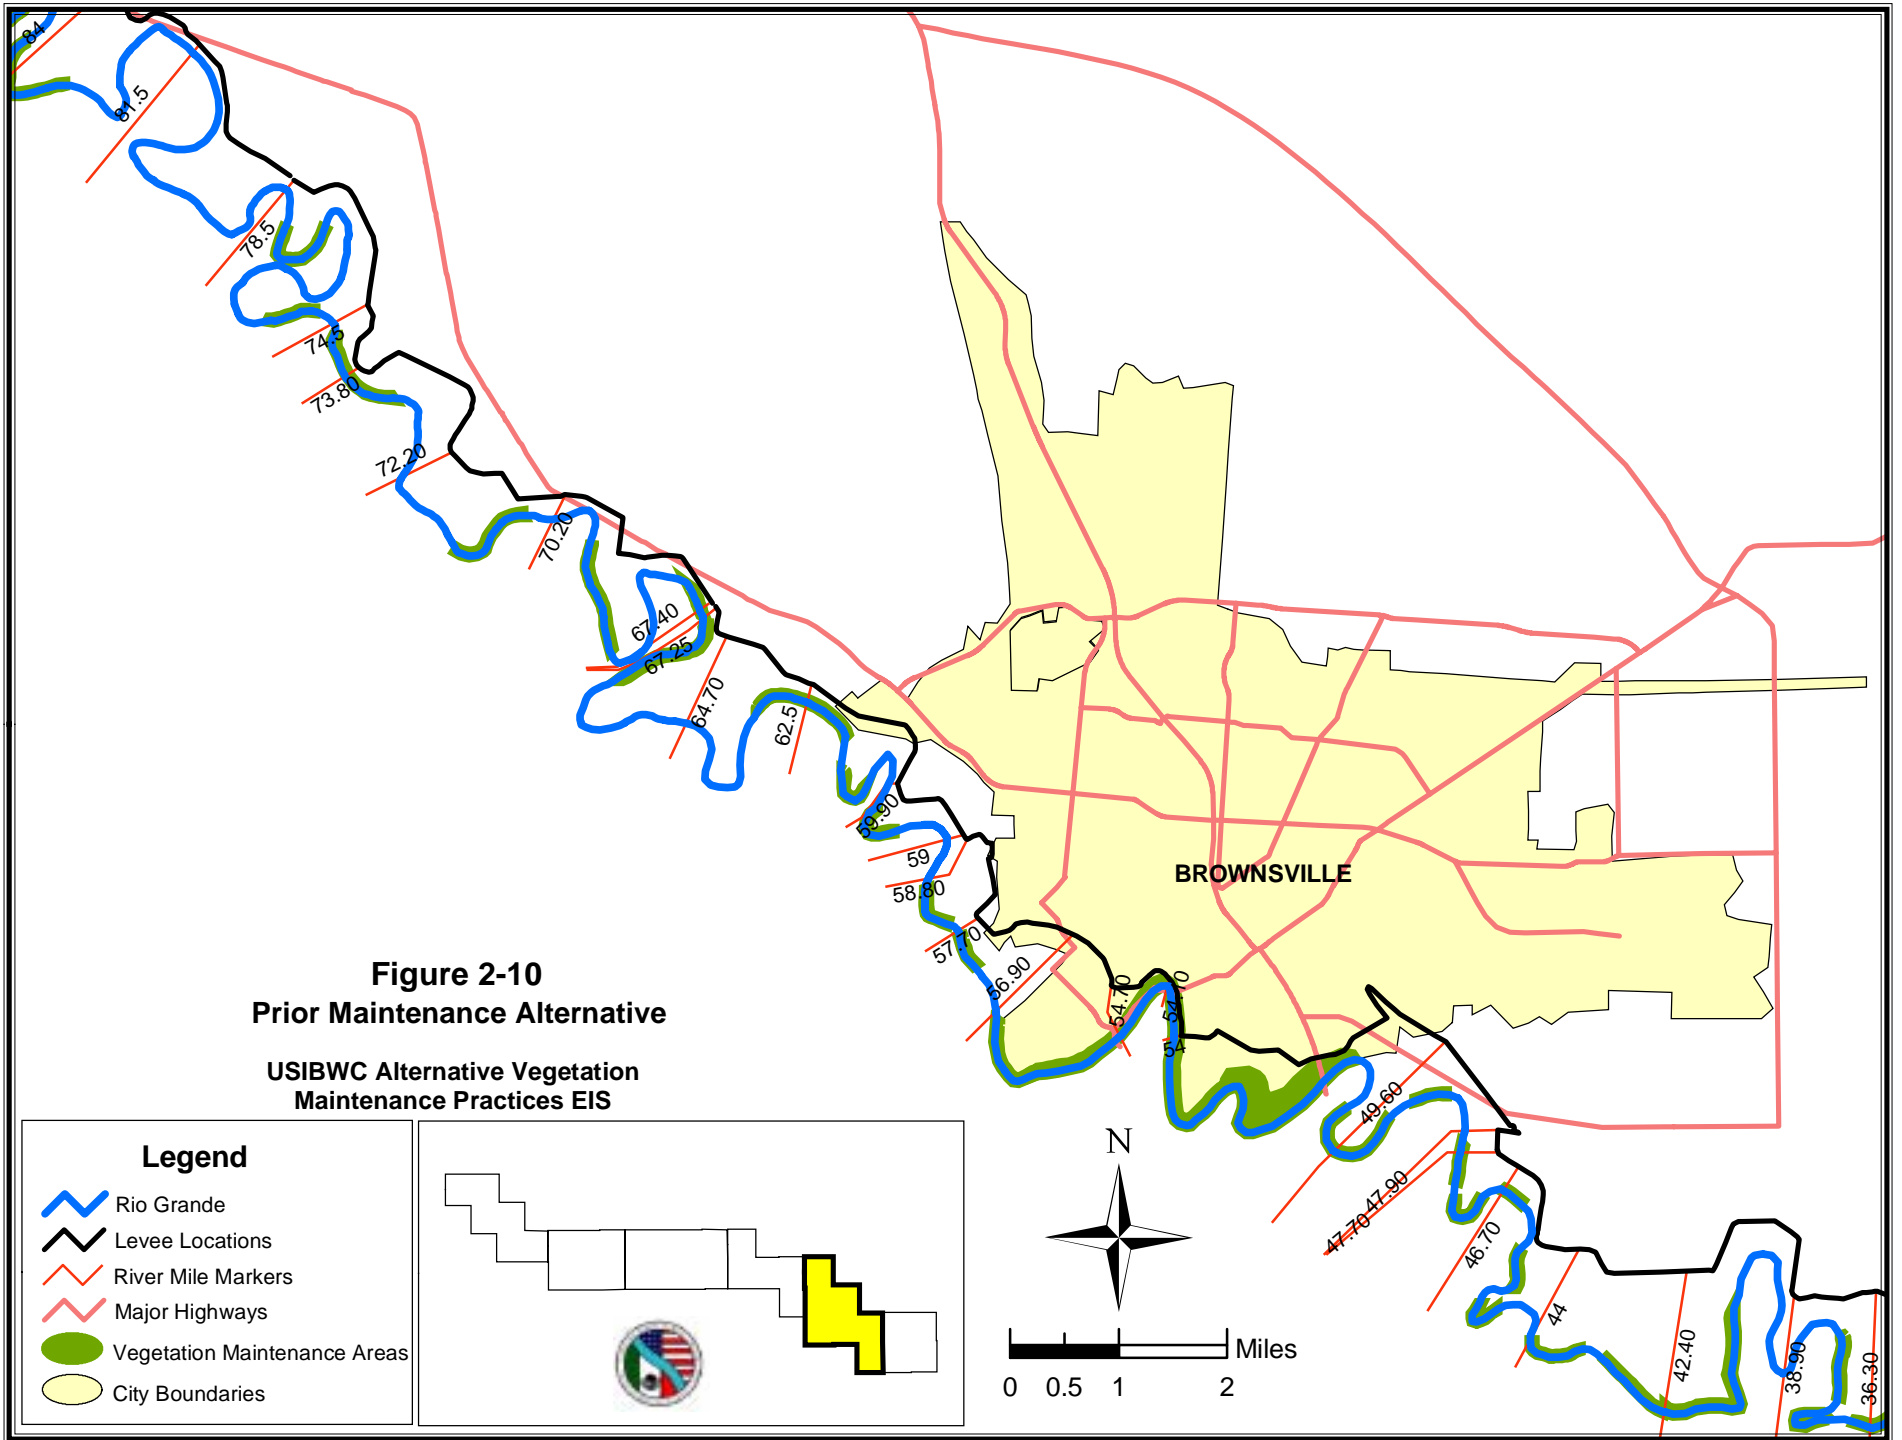 84
81.5
78.5
74.5
73.80
72.20
70.20
67.40
67.25
64.70
62.5
59.90
59
58.80
57.70
56.90
54.70
54.70
54
BROWNSVILLE
49.60
47.90
47.70
46.70
44
42.40
38.90
36.30
Figure 2-10
Prior Maintenance Alternative
USIBWC Alternative Vegetation
Maintenance Practices EIS
Legend
Rio Grande
Levee Locations
River Mile Markers
Major Highways
Vegetation Maintenance Areas
City Boundaries
N
Miles
0 0.5 1 2